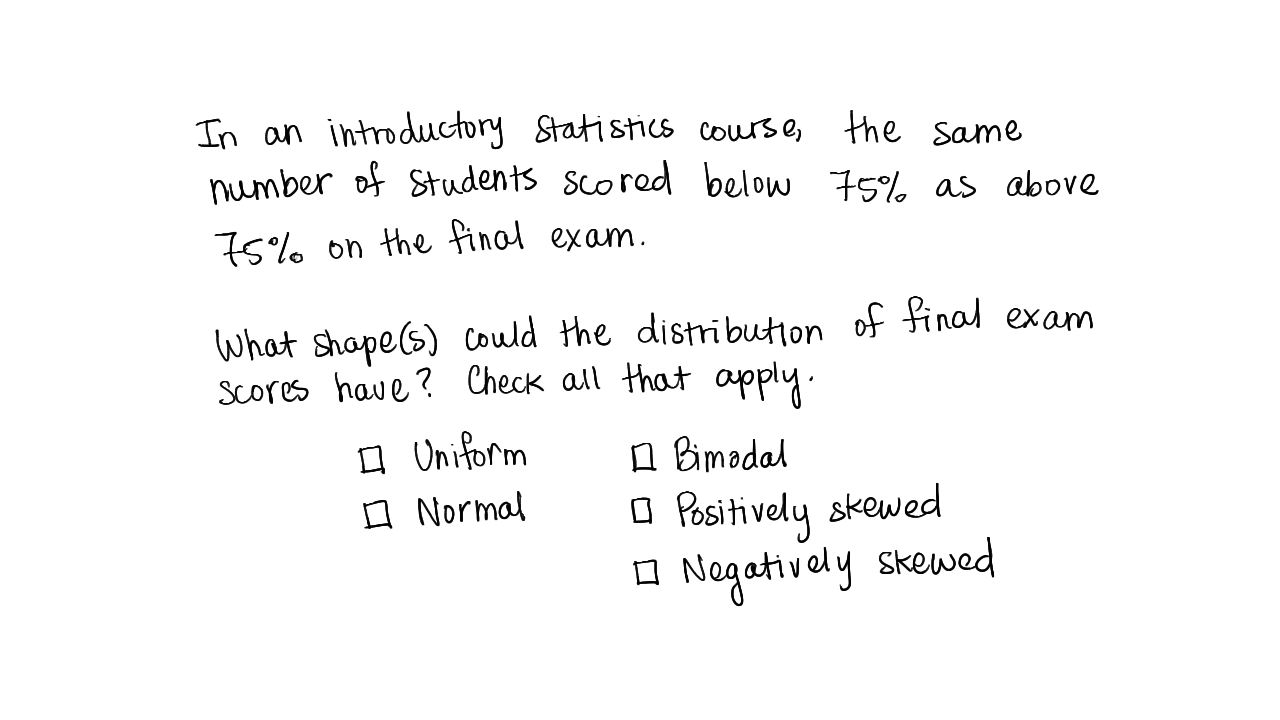 In an introductory statistics course, the same
number of students scored below 75% as above
75% on the final exam.
What shape(s) could the distribution of final exam
scores have? Check all that apply.
☐ Uniform ☐ Bimodal
☐ Normal ☐ Positively skewed
☐ Negatively skewed